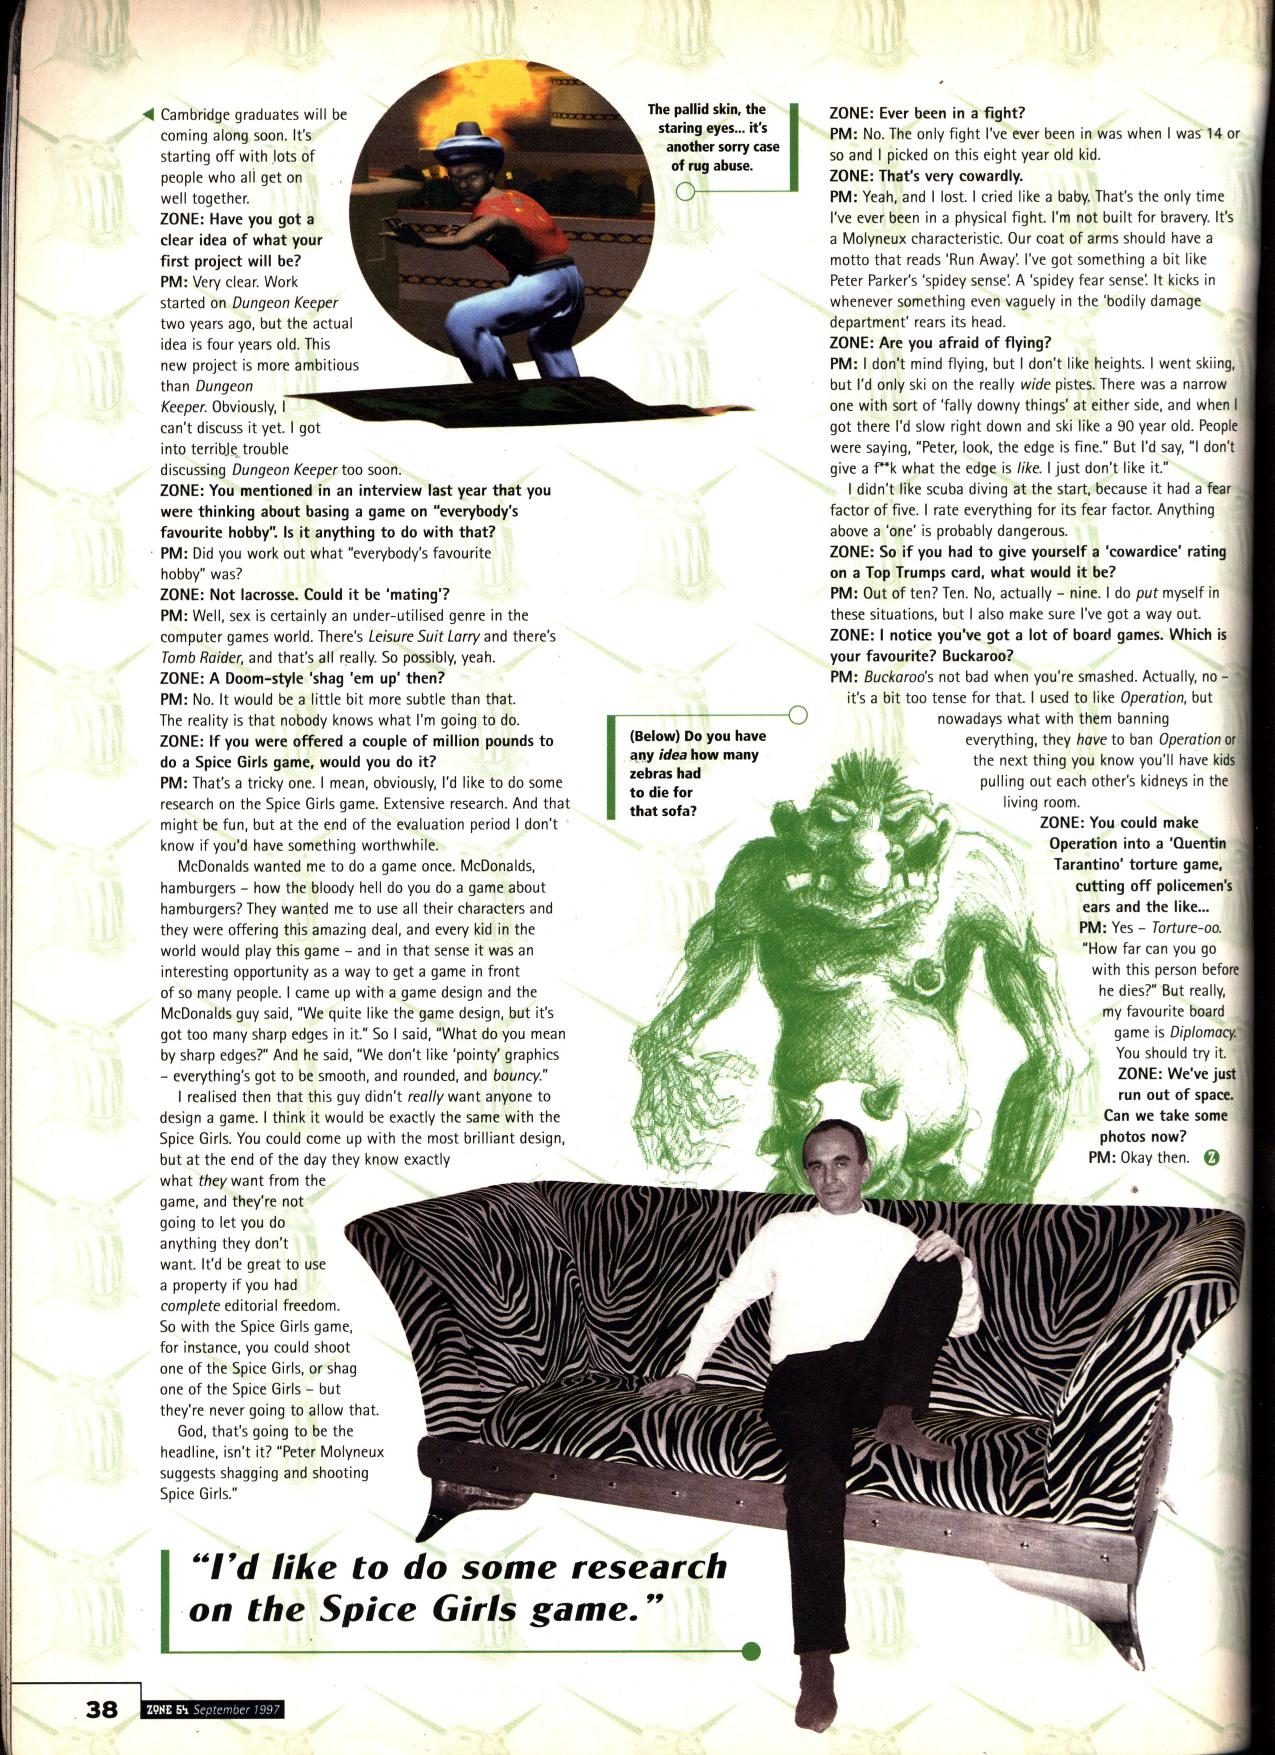 Cambridge graduates will be
coming along soon. It's
starting off with lots of
people who all get on
well together.
ZONE: Have you got a
clear idea of what your
first project will be?
PM: Very clear. Work
started on Dungeon Keeper
two years ago, but the actual
idea is four years old. This
new project is more ambitious
than Dungeon
Keeper. Obviously, I
can't discuss it yet. I got
into terrible trouble
discussing Dungeon Keeper too soon.
ZONE: You mentioned in an interview last year that you
were thinking about basing a game on "everybody's
favourite hobby". Is it anything to do with that?
PM: Did you work out what "everybody's favourite
hobby" was?
ZONE: Not lacrosse. Could it be 'mating'?
PM: Well, sex is certainly an under-utilised genre in the
computer games world. There's Leisure Suit Larry and there's
Tomb Raider, and that's all really. So possibly, yeah.
ZONE: A Doom-style 'shag 'em up' then?
PM: No. It would be a little bit more subtle than that.
The reality is that nobody knows what I'm going to do.
ZONE: If you were offered a couple of million pounds to
do a Spice Girls game, would you do it?
PM: That's a tricky one. I mean, obviously, I'd like to do some
research on the Spice Girls game. Extensive research. And that
might be fun, but at the end of the evaluation period I don't
know if you'd have something worthwhile.
McDonalds wanted me to do a game once. McDonalds,
hamburgers – how the bloody hell do you do a game about
hamburgers? They wanted me to use all their characters and
they were offering this amazing deal, and every kid in the
world would play this game – and in that sense it was an
interesting opportunity as a way to get a game in front
of so many people. I came up with a game design and the
McDonalds guy said, "We quite like the game design, but it's
got too many sharp edges in it." So I said, "What do you mean
by sharp edges?" And he said, "We don't like 'pointy' graphics
– everything's got to be smooth, and rounded, and bouncy."
I realised then that this guy didn't really want anyone to
design a game. I think it would be exactly the same with the
Spice Girls. You could come up with the most brilliant design,
but at the end of the day they know exactly
what they want from the
game, and they're not
going to let you do
anything they don't
want. It'd be great to use
a property if you had
complete editorial freedom.
So with the Spice Girls game,
for instance, you could shoot
one of the Spice Girls, or shag
one of the Spice Girls – but
they're never going to allow that.
God, that's going to be the
headline, isn't it? "Peter Molyneux
suggests shagging and shooting
Spice Girls."
"I'd like to do some research
on the Spice Girls game."
The pallid skin, the
staring eyes... it's
another sorry case
of rug abuse.
(Below) Do you have
any idea how many
zebras had
to die for
that sofa?
ZONE: Ever been in a fight?
PM: No. The only fight I've ever been in was when I was 14 or
so and I picked on this eight year old kid.
ZONE: That's very cowardly.
PM: Yeah, and I lost. I cried like a baby. That's the only time
I've ever been in a physical fight. I'm not built for bravery. It's
a Molyneux characteristic. Our coat of arms should have a
motto that reads 'Run Away'. I've got something a bit like
Peter Parker's 'spidey sense'. A 'spidey fear sense'. It kicks in
whenever something even vaguely in the 'bodily damage
department' rears its head.
ZONE: Are you afraid of flying?
PM: I don't mind flying, but I don't like heights. I went skiing,
but I'd only ski on the really wide pistes. There was a narrow
one with sort of 'fally downy things' at either side, and when I
got there I'd slow right down and ski like a 90 year old. People
were saying, "Peter, look, the edge is fine." But I'd say, "I don't
give a f**k what the edge is like. I just don't like it."
I didn't like scuba diving at the start, because it had a fear
factor of five. I rate everything for its fear factor. Anything
above a 'one' is probably dangerous.
ZONE: So if you had to give yourself a 'cowardice' rating
on a Top Trumps card, what would it be?
PM: Out of ten? Ten. No, actually – nine. I do put myself in
these situations, but I also make sure I've got a way out.
ZONE: I notice you've got a lot of board games. Which is
your favourite? Buckaroo?
PM: Buckaroo's not bad when you're smashed. Actually, no –
it's a bit too tense for that. I used to like Operation, but
nowadays what with them banning
everything, they have to ban Operation or
the next thing you know you'll have kids
pulling out each other's kidneys in the
living room.
ZONE: You could make
Operation into a 'Quentin
Tarantino' torture game,
cutting off policemen's
ears and the like...
PM: Yes – Torture-oo.
"How far can you go
with this person before
he dies?" But really,
my favourite board
game is Diplomacy.
You should try it.
ZONE: We've just
run out of space.
Can we take some
photos now?
PM: Okay then. Z
38 ZONE 64 September 1997